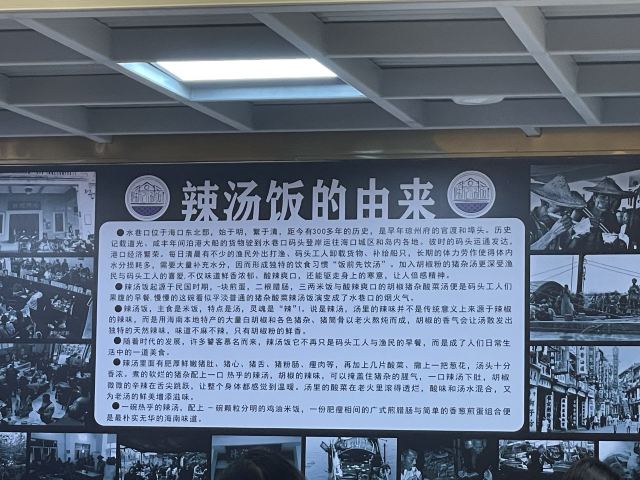 辣汤饭的由来
●水巷口位于海口东北部，始于明，繁于清，距今有300多年的历史，是早年琼州府的官渡和埠头。历史
记载道光、咸丰年间泊港大船的货物驶到水巷口码头登岸运往海口城区和岛内各地。彼时的码头运通发达，
港口经济繁荣。每日清晨有不少的渔民外出打渔、码头工人卸载货物、补给船只，长期的体力劳作使得体内
水分损耗多，需要大量补充水分，因而形成独特的饮食习惯“饭前先饮汤”。加入胡椒粉的猪杂汤更深受渔
民与码头工人的喜爱，不仅味道鲜香浓郁、酸辣爽口，还能驱走身上的寒意，让人倍感精神。
●辣汤饭起源于民国时期，一块煎蛋，二根腊肠，三两米饭与酸辣爽口的胡椒猪杂酸菜汤便是码头工人们
果腹的早餐，慢慢的这碗看似平淡普通的猪杂酸菜辣汤饭演变成了水巷口的烟火气。
●辣汤饭，主食是米饭，特点是汤，灵魂是“辣”！说是辣汤，汤里的辣味并不是传统意义上来源于辣椒
的辣味，而是用海南本地特产的大量白胡椒和各色猪杂、猪筒骨以老火熬炖而成，胡椒的香气会让汤散发出
独特的天然辣味，味道不麻不辣，只有胡椒粉的鲜香。
●随着时代的发展，许多饕客慕名而来，辣汤饭它不再只是码头工人与渔民的早餐，而是成了人们日常生
活中的一道美食。
●辣汤里面有肥厚鲜嫩猪肚、猪心、猪舌、猪粉肠、瘦肉等，再加上几片酸菜，撒上一把葱花，汤头十分
香浓。煮的软烂的猪杂配上一口热乎的辣汤，胡椒的辣味，可以掩盖住猪杂的腥气，一口辣汤下肚，胡椒
微微的辛辣在舌尖跳跃，让整个身体都感觉到温暖。汤里的酸菜在老火里滚得透烂，酸味和汤水混合，又
为老汤的鲜美增添滋味。
●一碗热乎的辣汤，配上一碗颗粒分明的鸡油米饭，一份肥瘦相间的广式煎腊肠与简单的香葱煎蛋组合便
是最朴实无华的海南味道。